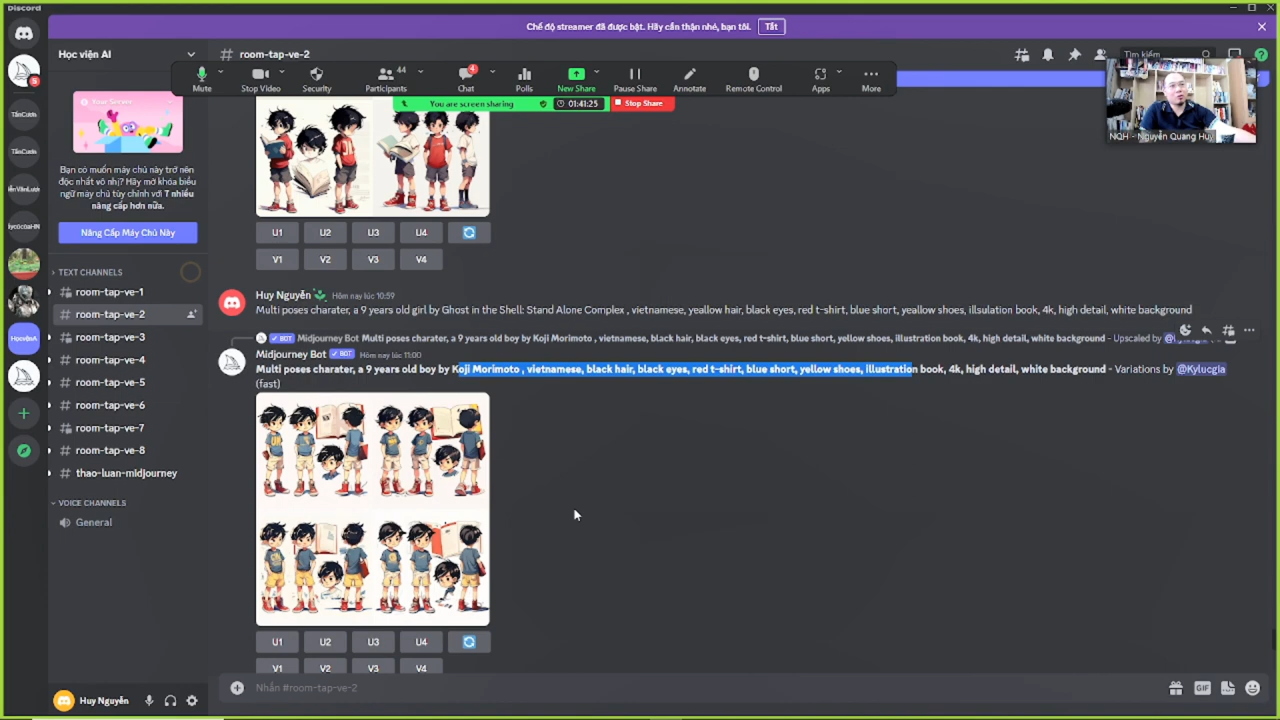 Discord
Chế độ streamer đã được bật. Hãy cẩn thận nhé, bạn tôi. Tắt
Học viện AI
# room-tap-ve-2
Tìm kiếm
Mute
Stop Video
Security
44
Participants
4
Chat
Polls
New Share
Pause Share
Annotate
Remote Control
Apps
More
You are screen sharing
01:41:25
Stop Share
NQH - Nguyễn Quang Huy
5
TânCướs
TânCướs
Bạn có muốn máy chủ này trở nên
độc nhất vô nhị? Hãy mở khóa biểu
ngữ máy chủ tùy chỉnh với 7 nhiều
nâng cấp hơn nữa.
Nâng Cấp Máy Chủ Này
TEXT CHANNELS
room-tap-ve-1
room-tap-ve-2
room-tap-ve-3
room-tap-ve-4
room-tap-ve-5
room-tap-ve-6
room-tap-ve-7
room-tap-ve-8
thao-luan-midjourney
VOICE CHANNELS
General
Huy Nguyễn
U1 U2 U3 U4
V1 V2 V3 V4
Huy Nguyễn Hôm nay lúc 10:59
Multi poses charater, a 9 years old girl by Ghost in the Shell: Stand Alone Complex , vietnamese, yeallow hair, black eyes, red t-shirt, blue short, yeallow shoes, illsulation book, 4k, high detail, white background
BOT Midjourney Bot Multi poses charater, a 9 years old boy by Koji Morimoto , vietnamese, black hair, black eyes, red t-shirt, blue short, yellow shoes, illustration book, 4k, high detail, white background - Upscaled by
Midjourney Bot BOT Hôm nay lúc 11:00
Multi poses charater, a 9 years old boy by Koji Morimoto , vietnamese, black hair, black eyes, red t-shirt, blue short, yellow shoes, illustration book, 4k, high detail, white background - Variations by @Kylucgia
(fast)
U1 U2 U3 U4
V1 V2 V3 V4
Nhắn #room-tap-ve-2
GIF